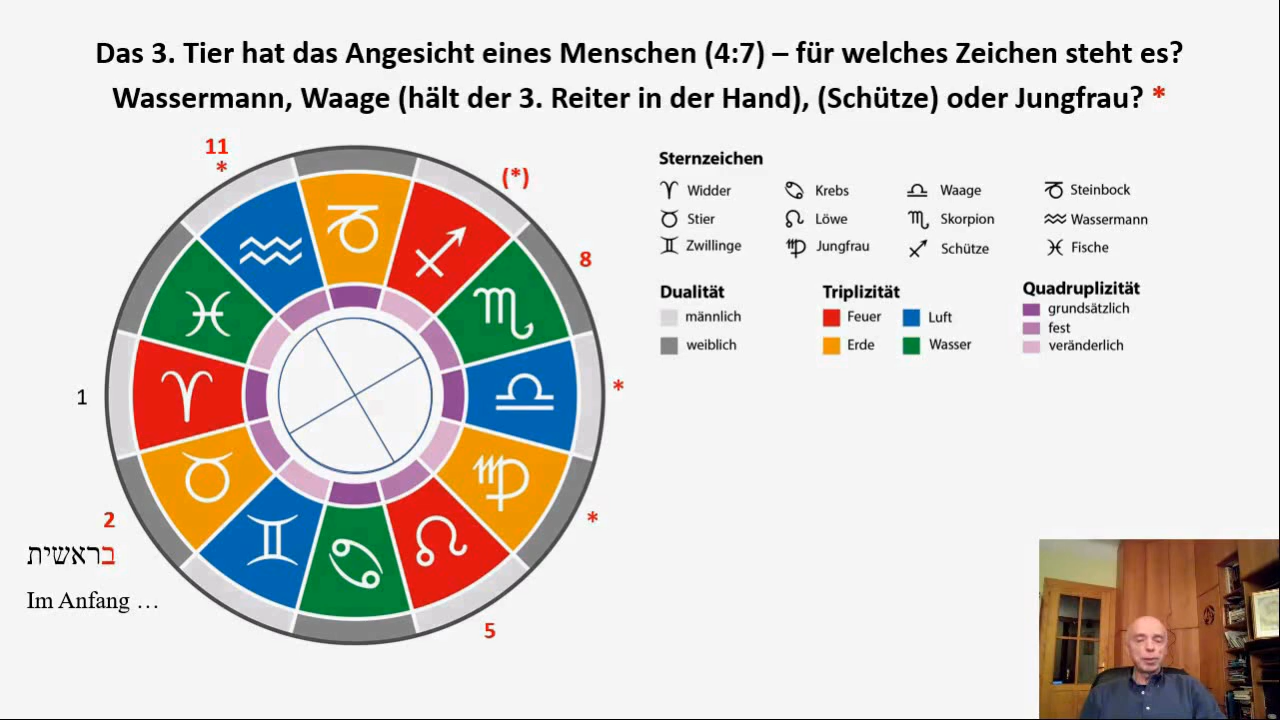 Das 3. Tier hat das Angesicht eines Menschen (4:7) – für welches Zeichen steht es?
Wassermann, Waage (hält der 3. Reiter in der Hand), (Schütze) oder Jungfrau? *
11
*
(*)
8
*
*
5
1
2
בראשית
Im Anfang …
♑ ♐ ♏ ♎ ♍ ♌ ♋ ♊ ♉ ♈ ♓ ♒
Sternzeichen
♈ Widder ♋ Krebs ♎ Waage ♑ Steinbock
♉ Stier ♌ Löwe ♏ Skorpion ♒ Wassermann
♊ Zwillinge ♍ Jungfrau ♐ Schütze ♓ Fische
Dualität
männlich
weiblich
Triplizität
Feuer Luft
Erde Wasser
Quadruplizität
grundsätzlich
fest
veränderlich